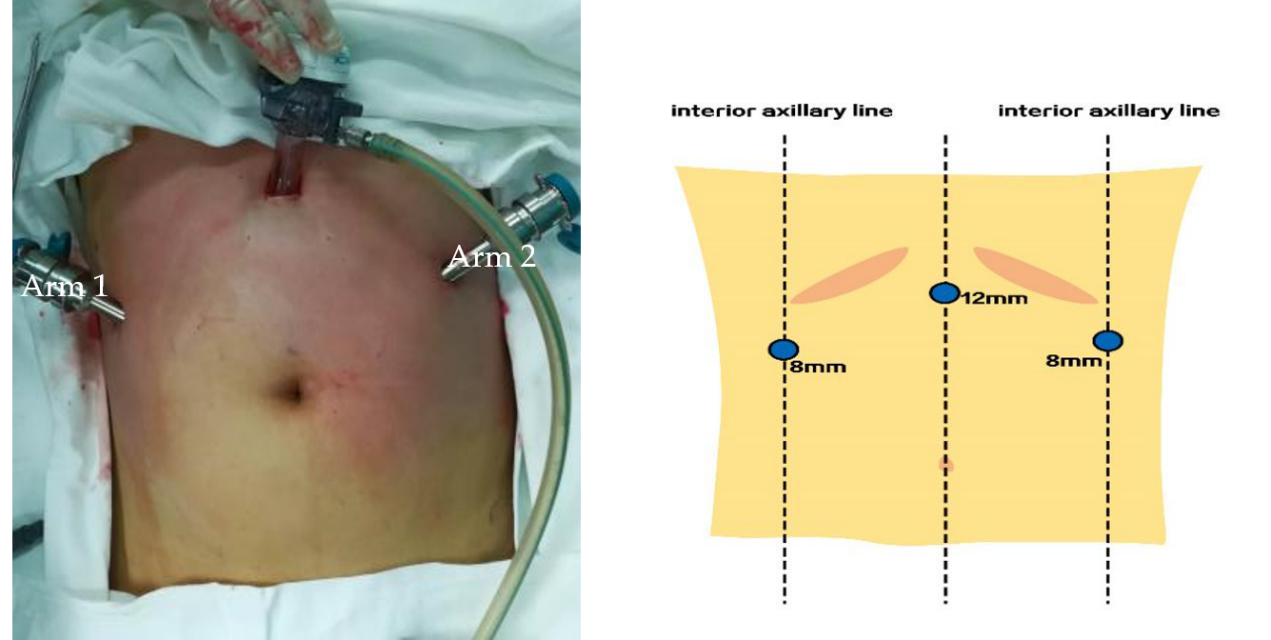 Arm 1
Arm 2
interior axillary line
interior axillary line
12mm
8mm
8mm